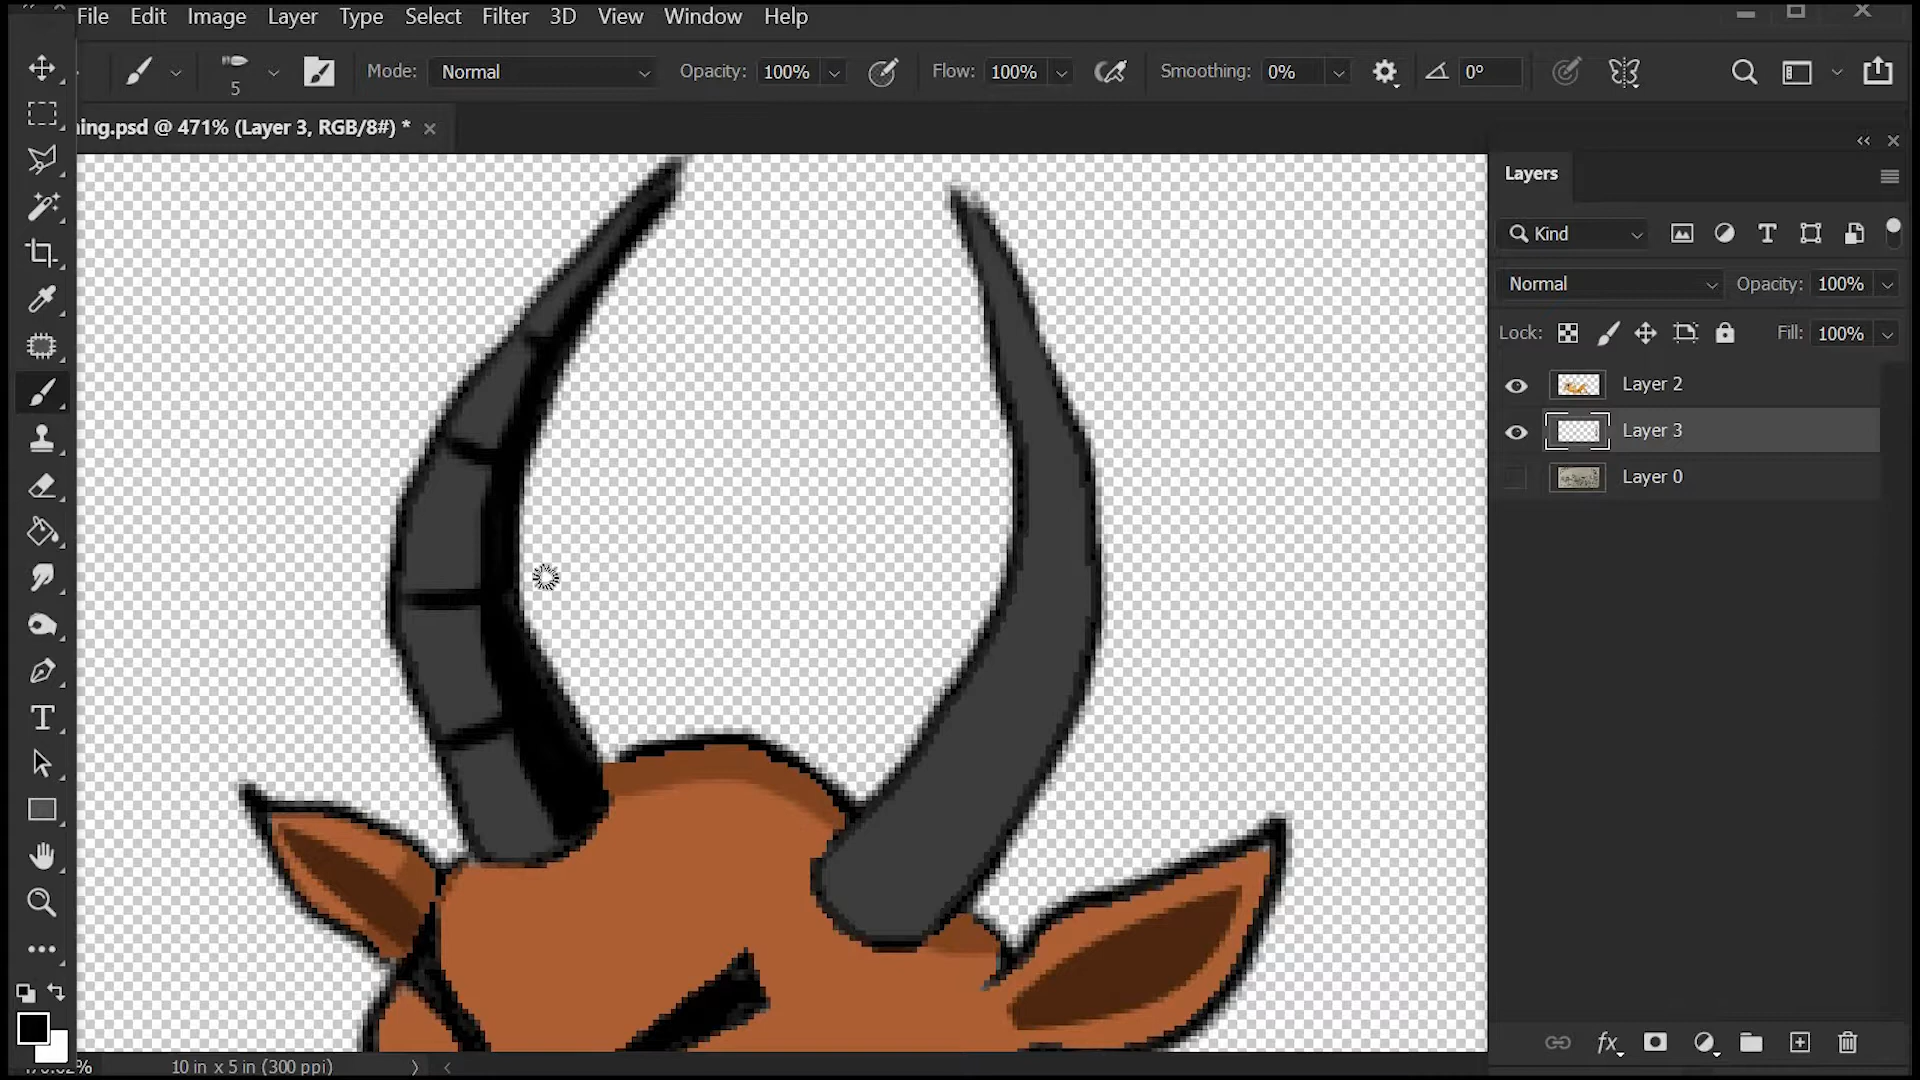 File Edit Image Layer Type Select Filter 3D View Window Help
5 Mode: Normal Opacity: 100% Flow: 100% Smoothing: 0% 0°
ing.psd @ 471% (Layer 3, RGB/8#) *
Layers
Kind
Normal Opacity: 100%
Lock: Fill: 100%
Layer 2
Layer 3
Layer 0
10 in x 5 in (300 ppi)